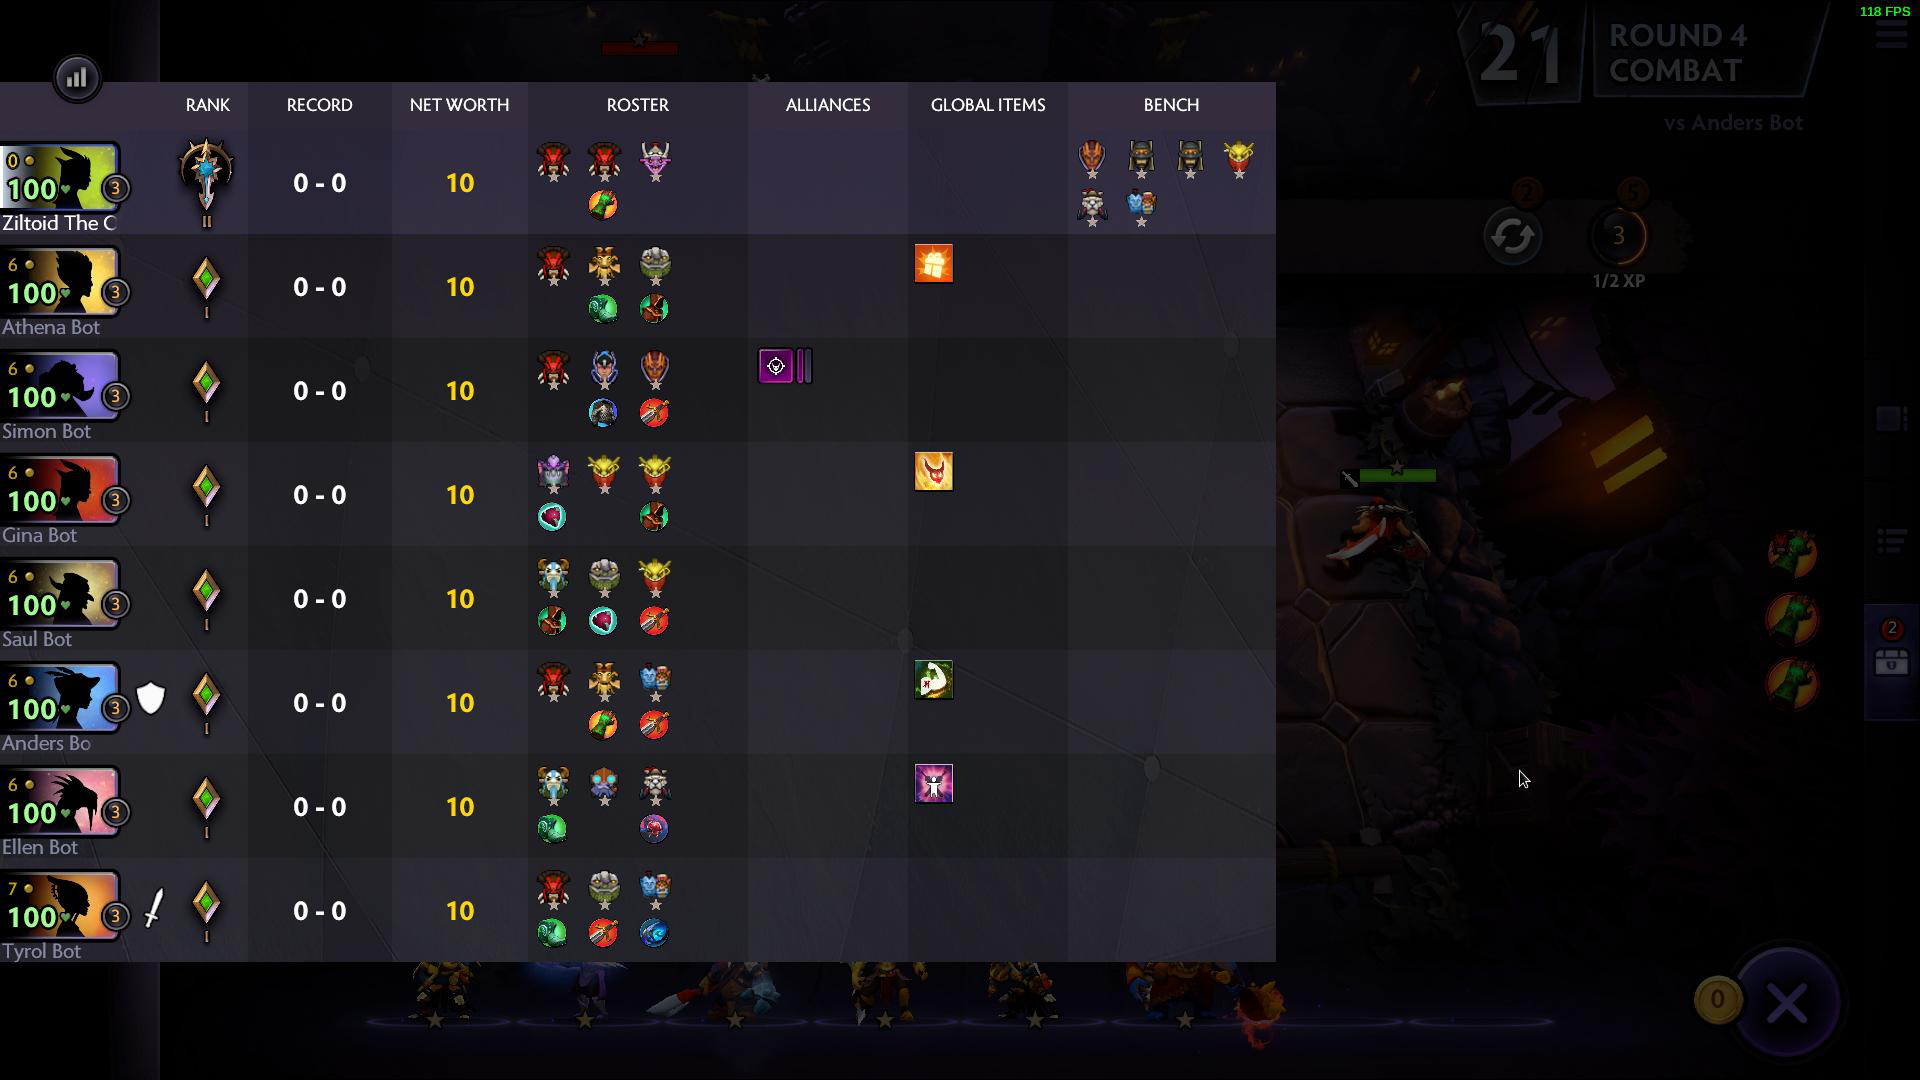 118 FPS
21
ROUND 4
COMBAT
vs Anders Bot
RANK RECORD NET WORTH ROSTER ALLIANCES GLOBAL ITEMS BENCH
0
100 3 II 0 - 0 10
Ziltoid The C
6
100 3 I 0 - 0 10
Athena Bot
6
100 3 I 0 - 0 10
Simon Bot
6
100 3 I 0 - 0 10
Gina Bot
6
100 3 I 0 - 0 10
Saul Bot
6
100 3 I 0 - 0 10
Anders Bo
6
100 3 I 0 - 0 10
Ellen Bot
7
100 3 I 0 - 0 10
Tyrol Bot
2 5
3
1/2 XP
2
0